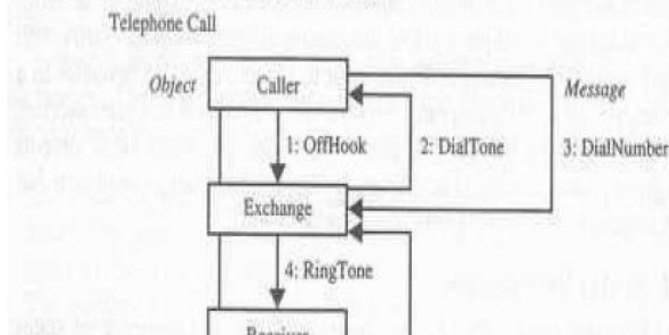 Telephone Call
Object
Caller
Message
1: OffHook
2: DialTone
3: DialNumber
Exchange
4: RingTone